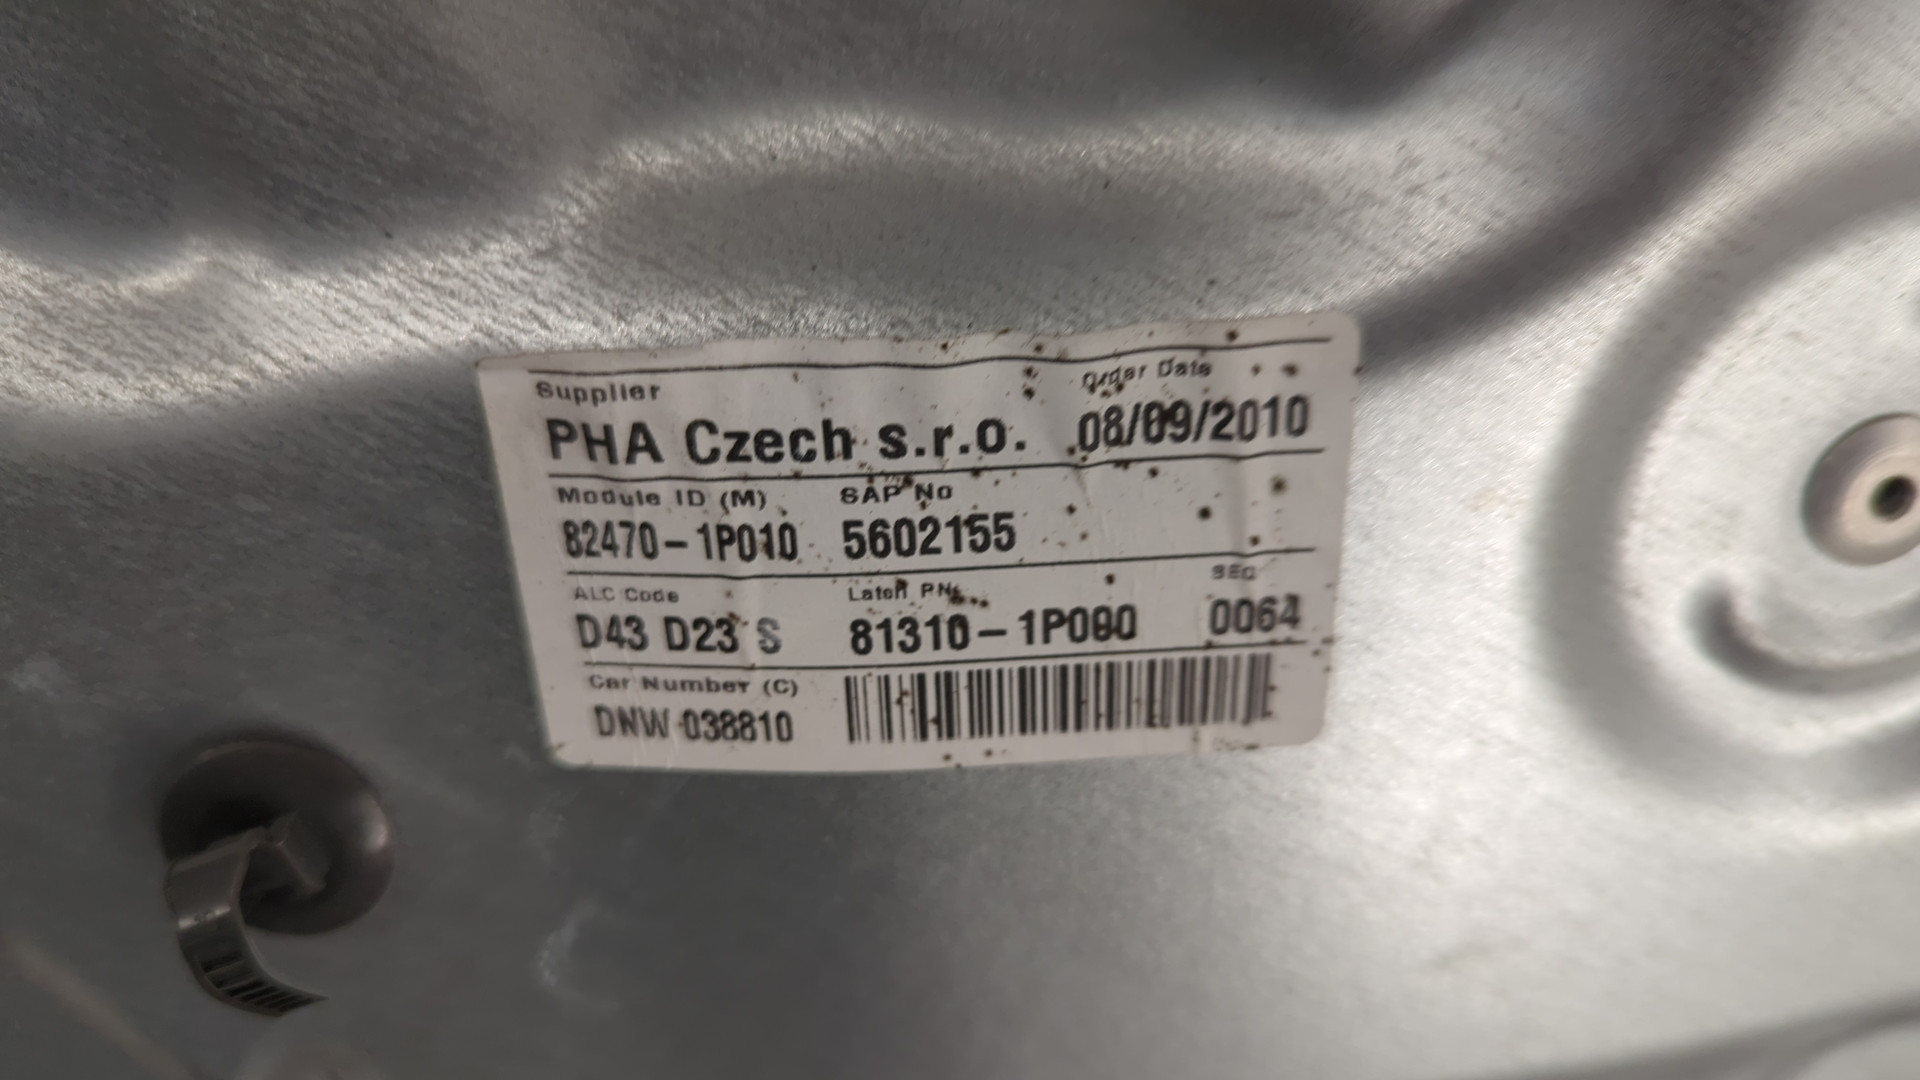 Supplier Order Date
PHA Czech s.r.o. 08/09/2010
Module ID (M) SAP No
82470-1P010 5602155
ALC Code Latch PN. SEQ
D43 D23 S 81310-1P000 0064
Car Number (C)
DNW 038810